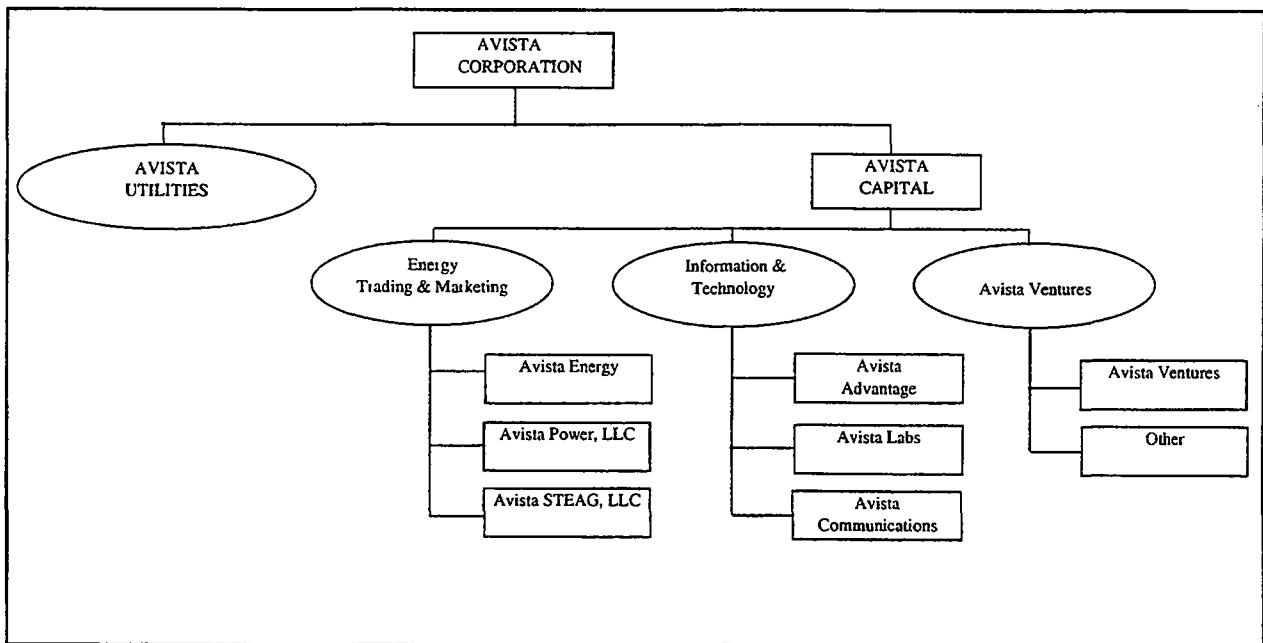 AVISTA
CORPORATION
AVISTA
UTILITIES
AVISTA
CAPITAL
Energy
Trading & Marketing
Information &
Technology
Avista Ventures
Avista Energy
Avista Power, LLC
Avista STEAG, LLC
Avista
Advantage
Avista Labs
Avista
Communications
Avista Ventures
Other